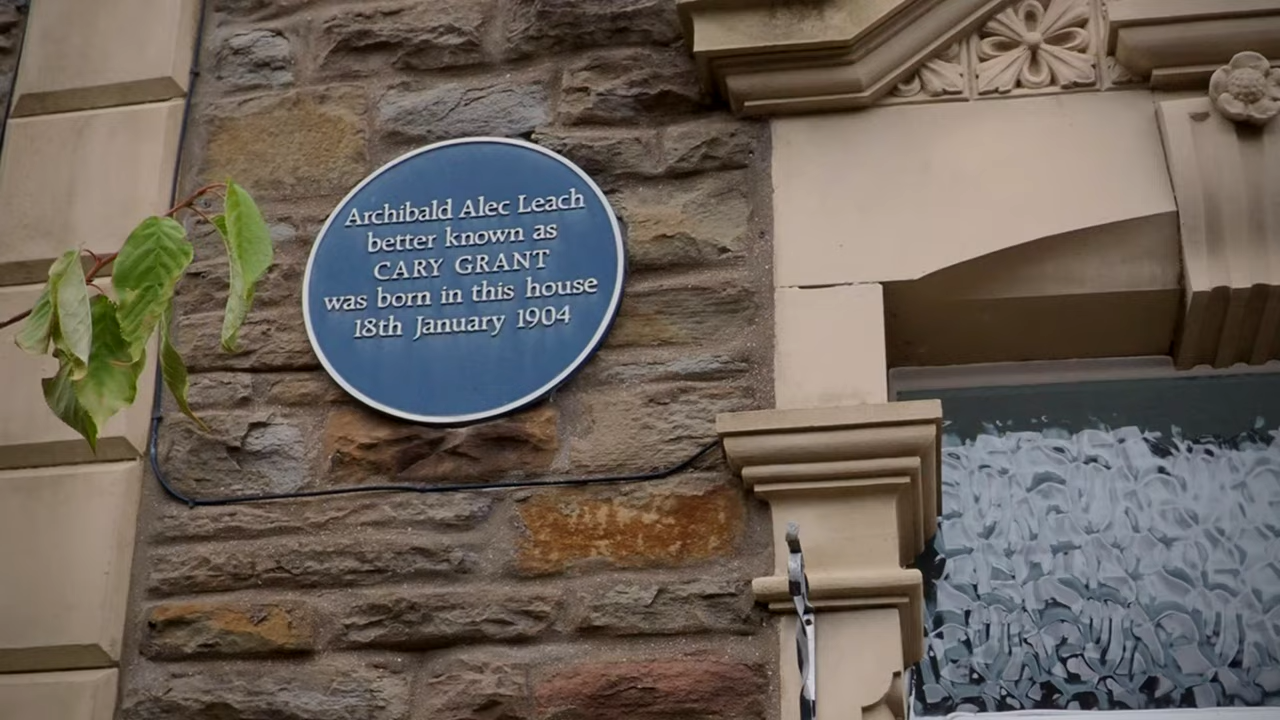 Archibald Alec Leach
better known as
CARY GRANT
was born in this house
18th January 1904